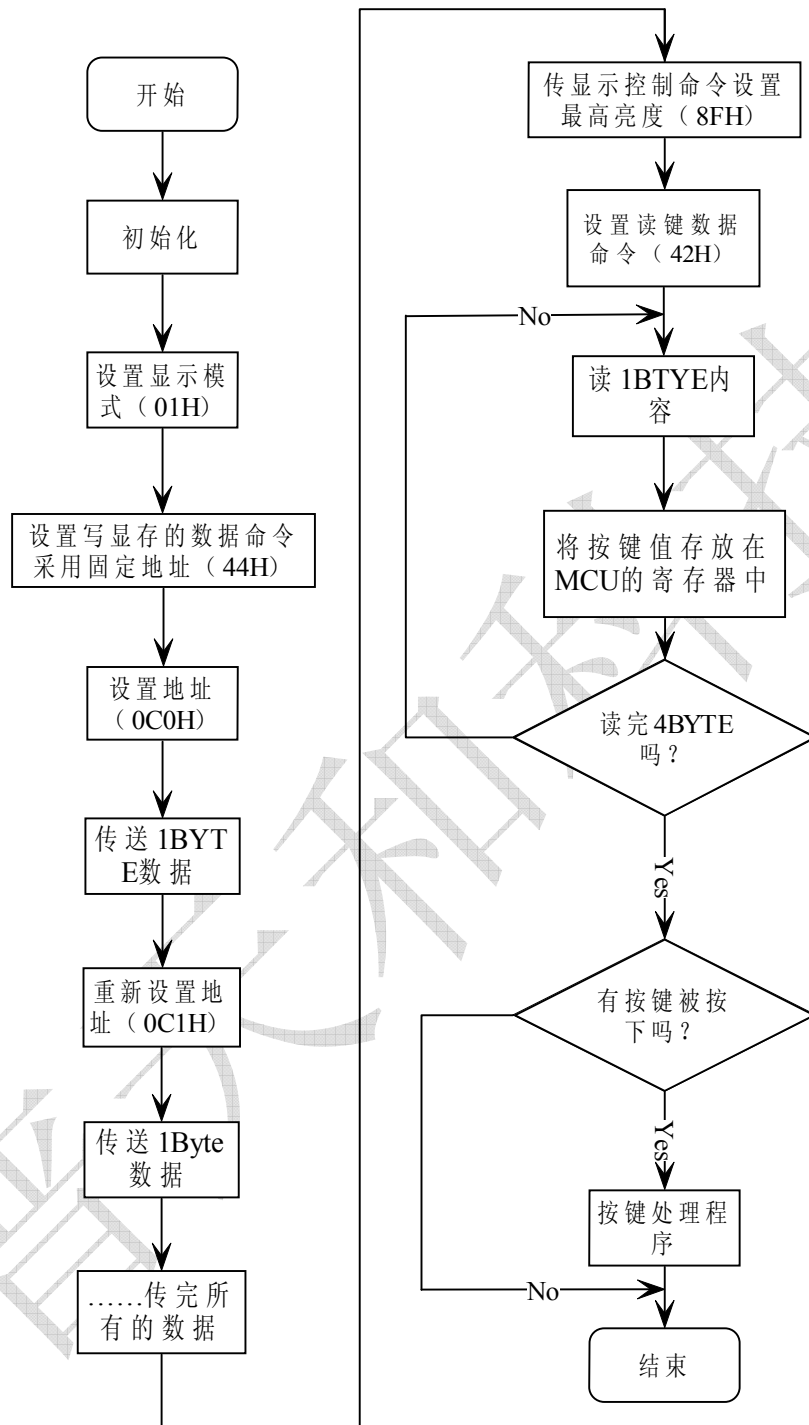 开始
初始化
设置显示模
式（01H）
设置写显存的数据命令
采用固定地址（44H）
设置地址
（0C0H）
传送1BYT
E数据
重新设置地
址（0C1H）
传送1Byte
数据
……传完所
有的数据
传显示控制命令设置
最高亮度（8FH）
设置读键数据
命令（42H）
No
读1BTYE内
容
将按键值存放在
MCU的寄存器中
读完4BYTE
吗？
Yes
有按键被按
下吗？
Yes
按键处理程
序
No
结束